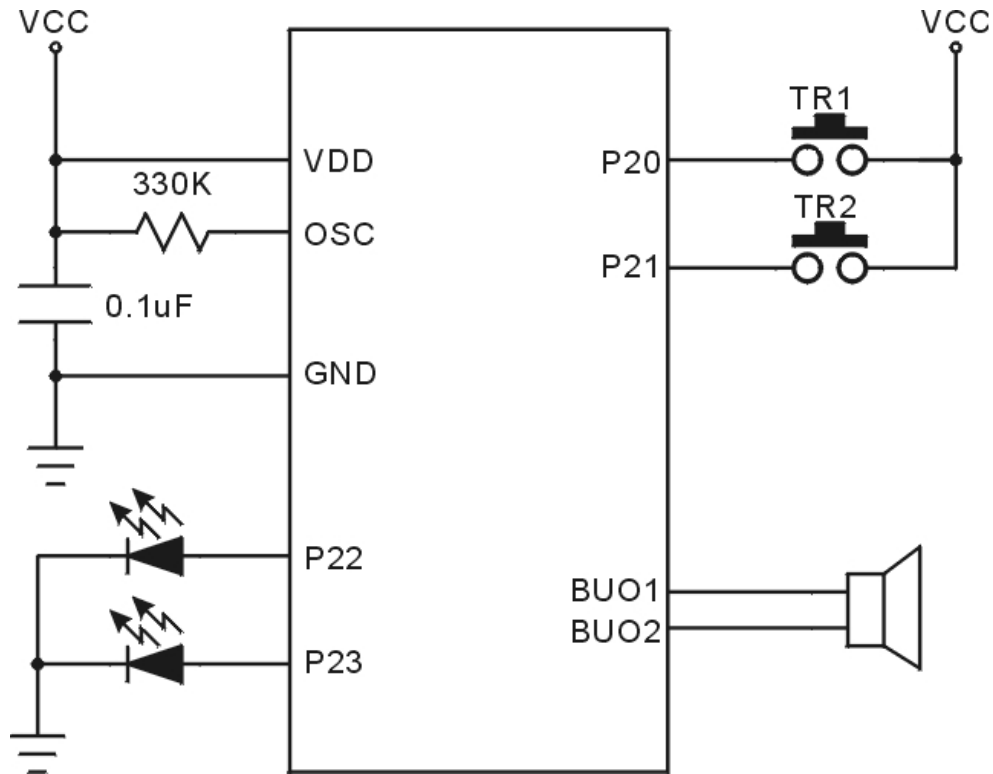 VCC
VCC
TR1
VDD
P20
330K
TR2
OSC
P21
0.1uF
GND
P22
BUO1
BUO2
P23